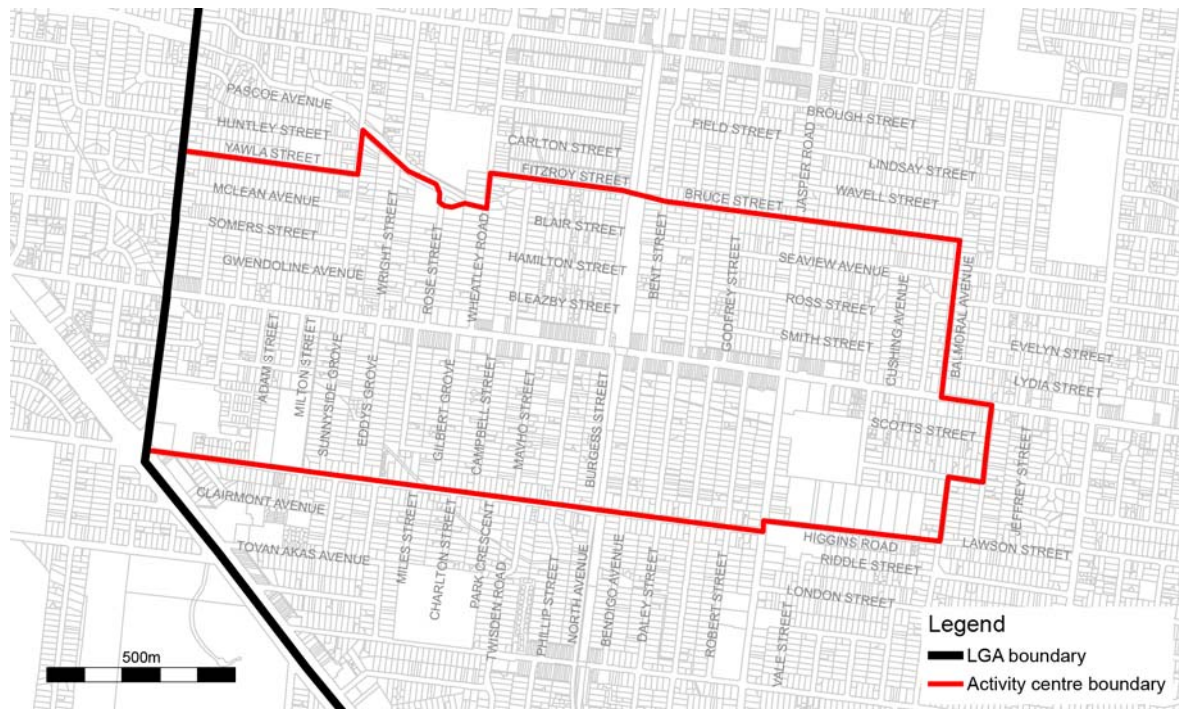 PASCOE AVENUE
HUNTLEY STREET
YAWLA STREET
MCLEAN AVENUE
SOMERS STREET
GWENDOLINE AVENUE
WRIGHT STREET
ROSE STREET
WHEATLEY ROAD
CARLTON STREET
FITZROY STREET
BLAIR STREET
HAMILTON STREET
BLEAZBY STREET
BENT STREET
FIELD STREET
BRUCE STREET
GODFREY STREET
JASPER ROAD
BROUGH STREET
LINDSAY STREET
WAVELL STREET
SEAVIEW AVENUE
ROSS STREET
SMITH STREET
CUSHING AVENUE
BALMORAL AVENUE
EVELYN STREET
LYDIA STREET
SCOTTS STREET
JEFFREY STREET
ADAM STREET
MILTON STREET
SUNNYSIDE GROVE
EDDYS GROVE
GILBERT GROVE
CAMPBELL STREET
MAVHO STREET
BURGESS STREET
CLAIRMONT AVENUE
TOVAN AKAS AVENUE
MILES STREET
CHARLTON STREET
PARK CRESCENT
TWISDEN ROAD
PHILLIP STREET
NORTH AVENUE
BENDIGO AVENUE
DALEY STREET
ROBERT STREET
VALE STREET
HIGGINS ROAD
RIDDLE STREET
LONDON STREET
LAWSON STREET
500m
Legend
LGA boundary
Activity centre boundary